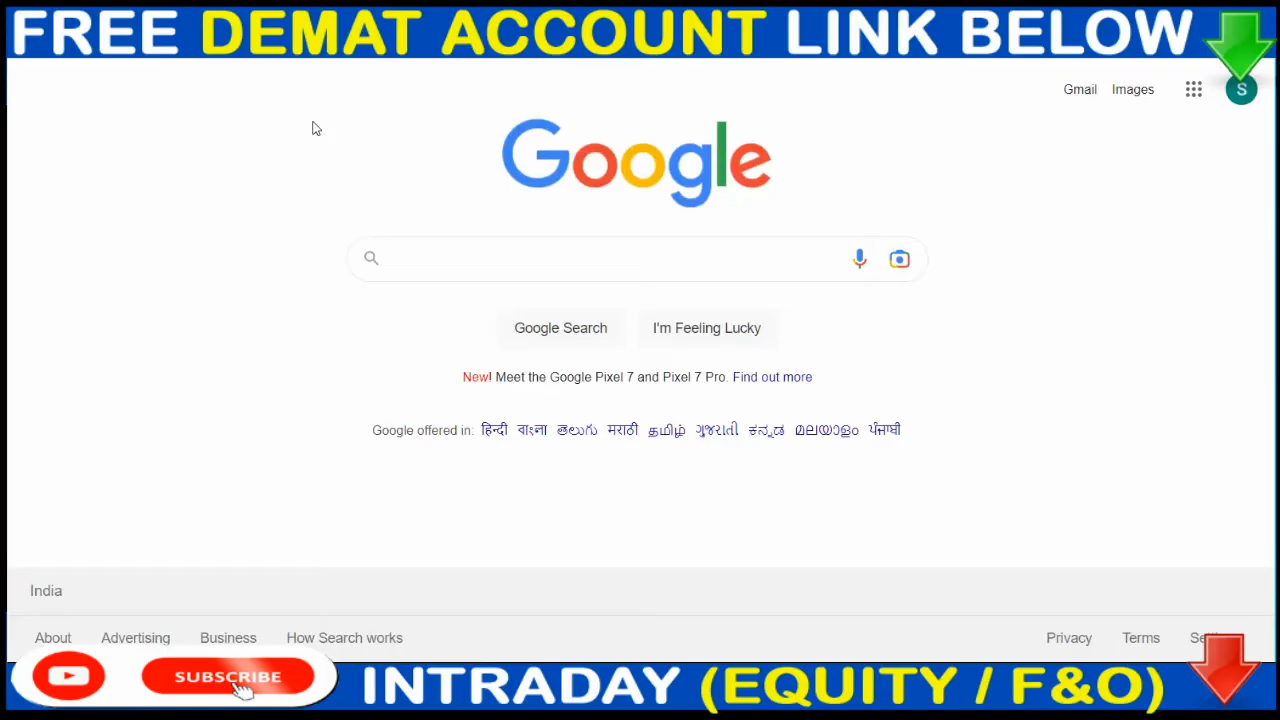 FREE DEMAT ACCOUNT LINK BELOW
Gmail Images
S
Google
Google Search I'm Feeling Lucky
New! Meet the Google Pixel 7 and Pixel 7 Pro. Find out more
Google offered in: हिन्दी বাংলা తెలుగు मराठी தமிழ் ગુજરાતી ಕನ್ನಡ മലയാളം ਪੰਜਾਬੀ
India
About Advertising Business How Search works Privacy Terms
SUBSCRIBE
INTRADAY (EQUITY / F&O)